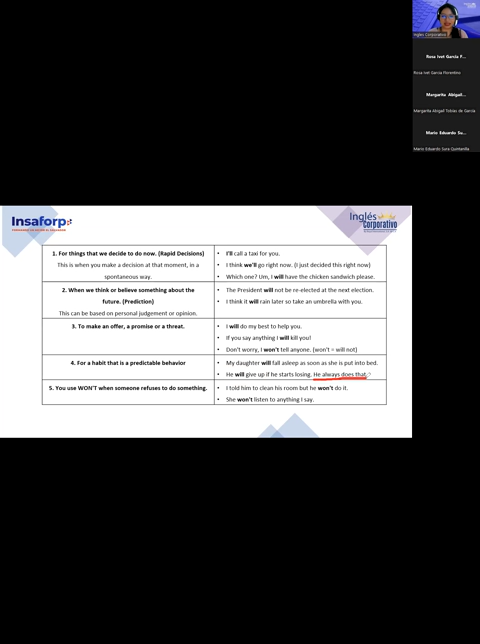 Inglés Corporativo
Rosa Ivet Garcia F...
Rosa Ivet Garcia Florentino
Margarita Abigail...
Margarita Abigail Tobias de Garcia
Mario Eduardo Su...
Mario Eduardo Sura Quintanilla
Insaforp
Inglés
Corporativo
1. For things that we decide to do now. (Rapid Decisions)
This is when you make a decision at that moment, in a
spontaneous way.
• I'll call a taxi for you.
• I think we'll go right now. (I just decided this right now)
• Which one? Um, I will have the chicken sandwich please.
2. When we think or believe something about the
future. (Prediction)
This can be based on personal judgement or opinion.
• The President will not be re-elected at the next election.
• I think it will rain later so take an umbrella with you.
3. To make an offer, a promise or a threat.
• I will do my best to help you.
• If you say anything I will kill you!
• Don't worry, I won't tell anyone. (won't = will not)
4. For a habit that is a predictable behavior
• My daughter will fall asleep as soon as she is put into bed.
• He will give up if he starts losing. He always does that.
5. You use WON'T when someone refuses to do something.
• I told him to clean his room but he won't do it.
• She won't listen to anything I say.